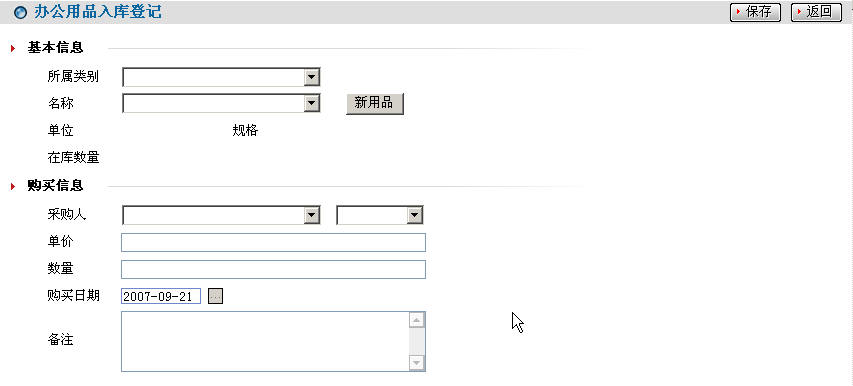 办公用品入库登记 保存 返回
基本信息
所属类别
名称 新用品
单位 规格
在库数量
购买信息
采购人
单价
数量
购买日期 2007-09-21 ...
备注